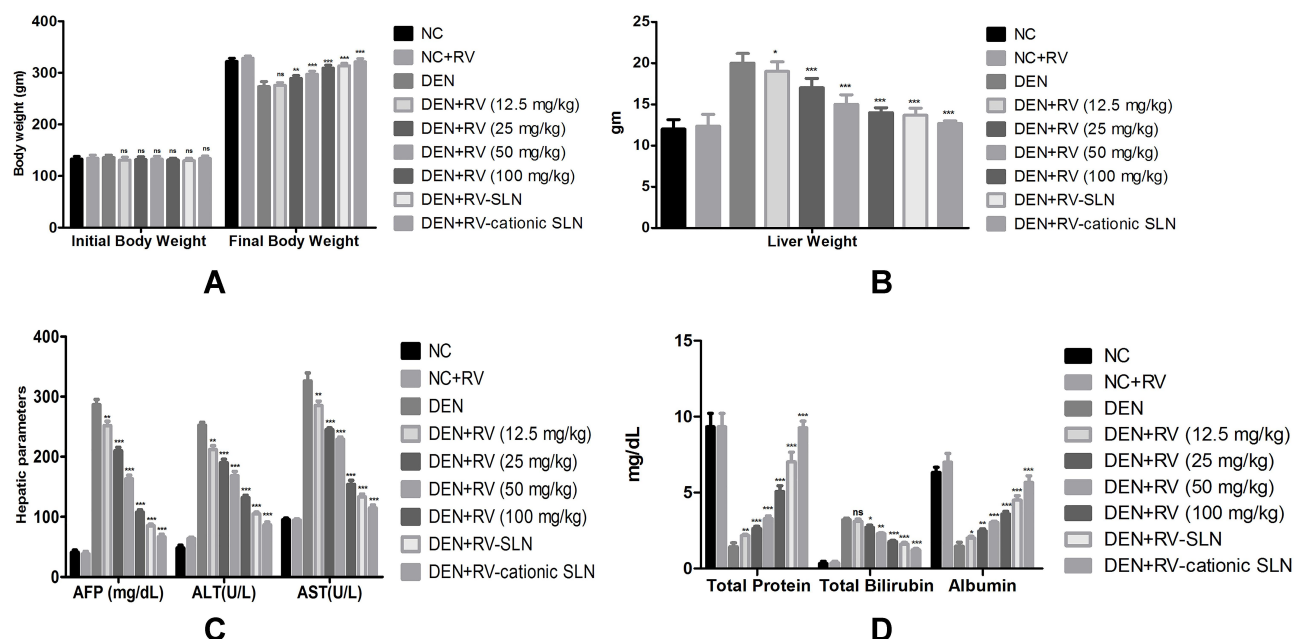 400
300
200
100
0
Body weight (gm)
ns ns ns ns ns ns
ns ** *** *** *** ***
Initial Body Weight Final Body Weight
NC
NC+RV
DEN
DEN+RV (12.5 mg/kg)
DEN+RV (25 mg/kg)
DEN+RV (50 mg/kg)
DEN+RV (100 mg/kg)
DEN+RV-SLN
DEN+RV-cationic SLN
A
25
20
15
10
5
0
gm
* *** *** *** *** ***
Liver Weight
NC
NC+RV
DEN
DEN+RV (12.5 mg/kg)
DEN+RV (25 mg/kg)
DEN+RV (50 mg/kg)
DEN+RV (100 mg/kg)
DEN+RV-SLN
DEN+RV-cationic SLN
B
400
300
200
100
0
Hepatic parameters
** *** *** *** *** ***
** *** *** *** *** ***
** *** *** *** *** ***
AFP (mg/dL) ALT(U/L) AST(U/L)
NC
NC+RV
DEN
DEN+RV (12.5 mg/kg)
DEN+RV (25 mg/kg)
DEN+RV (50 mg/kg)
DEN+RV (100 mg/kg)
DEN+RV-SLN
DEN+RV-cationic SLN
C
15
10
5
0
mg/dL
** *** *** *** *** ***
ns * ** *** *** ***
* ** *** *** *** ***
Total Protein Total Bilirubin Albumin
NC
NC+RV
DEN
DEN+RV (12.5 mg/kg)
DEN+RV (25 mg/kg)
DEN+RV (50 mg/kg)
DEN+RV (100 mg/kg)
DEN+RV-SLN
DEN+RV-cationic SLN
D